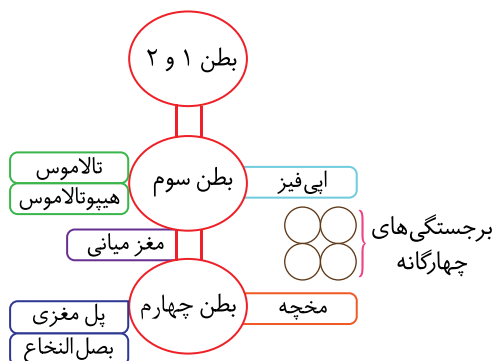 بطن ۱ و ۲
تالاموس
بطن سوم
اپی‌فیز
هیپوتالاموس
برجستگی‌های
چهارگانه
مغز میانی
پل مغزی
بطن چهارم
مخچه
بصل النخاع